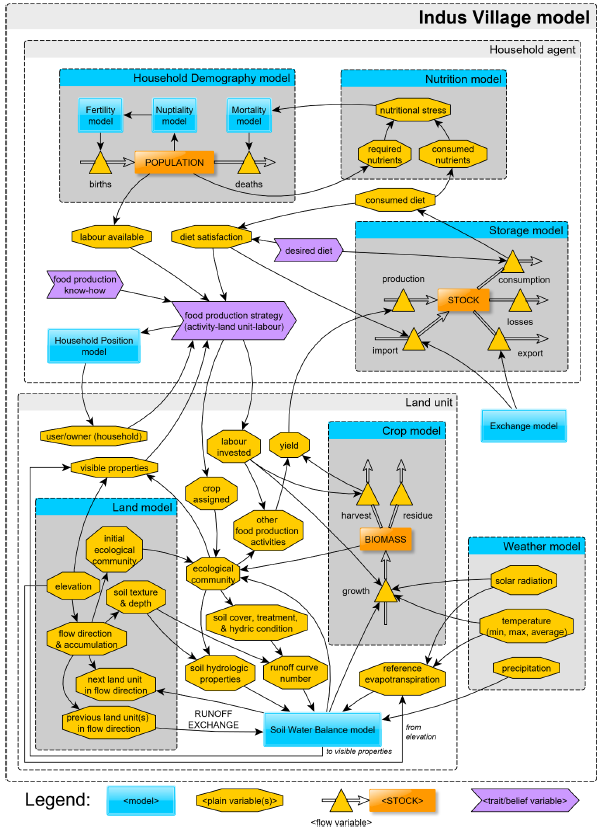 Indus Village model
Household agent
Household Demography model
Fertility
model
Nuptiality
model
Mortality
model
POPULATION
births
deaths
Nutrition model
nutritional stress
required
nutrients
consumed
nutrients
consumed diet
labour available
diet satisfaction
desired diet
food production
know-how
food production strategy
(activity-land unit-labour)
Household Position
model
Storage model
production
consumption
STOCK
losses
import
export
Exchange model
Land unit
user/owner (household)
visible properties
labour
invested
yield
crop
assigned
other
food production
activities
Crop model
harvest
residue
BIOMASS
growth
Land model
initial
ecological
community
elevation
soil texture
& depth
flow direction
& accumulation
next land unit
in flow direction
previous land unit(s)
in flow direction
ecological
community
soil cover, treatment,
& hydric condition
soil hydrologic
properties
runoff curve
number
reference
evapotranspiration
Weather model
solar radiation
temperature
(min, max, average)
precipitation
RUNOFF
EXCHANGE
Soil Water Balance model
from
elevation
to visible properties
Legend:
<model>
<plain variable(s)>
<flow variable>
<STOCK>
<trait/belief variable>